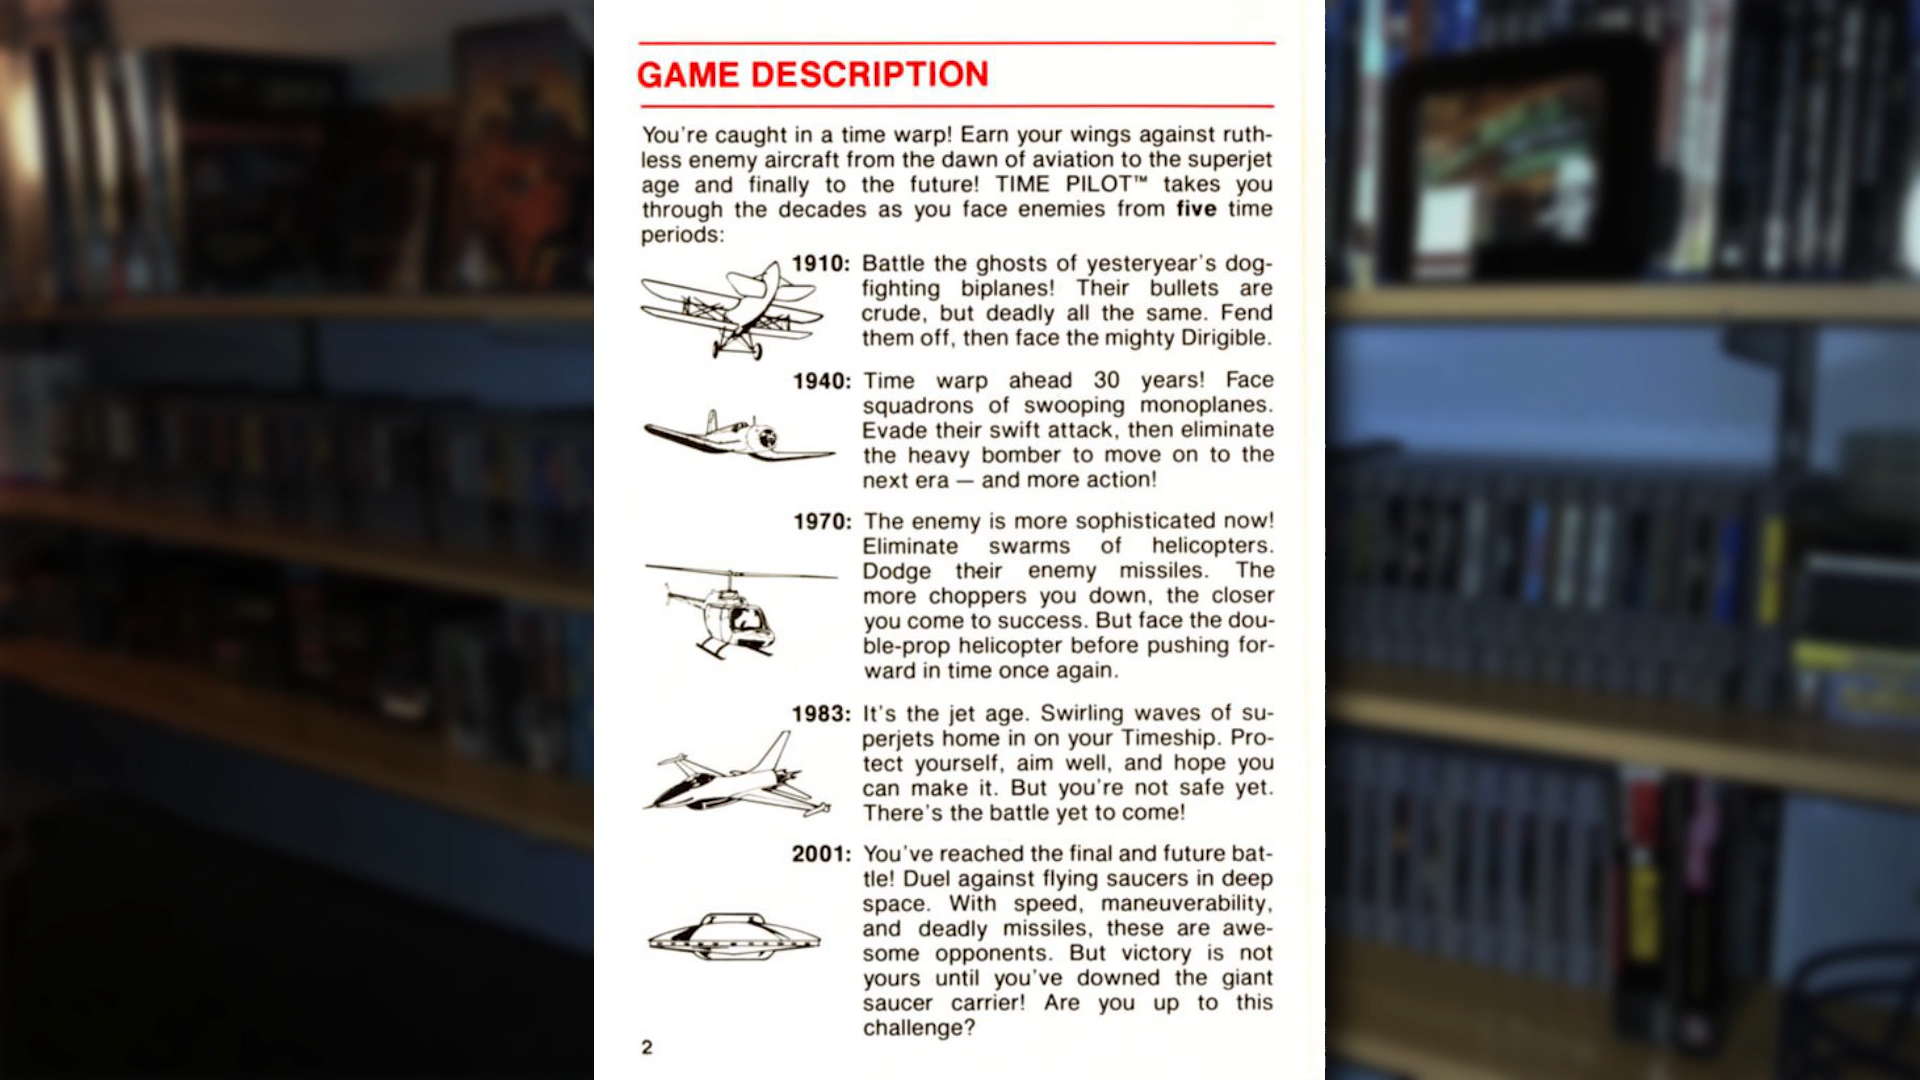 GAME DESCRIPTION
You're caught in a time warp! Earn your wings against ruth-
less enemy aircraft from the dawn of aviation to the superjet
age and finally to the future! TIME PILOT™ takes you
through the decades as you face enemies from five time
periods:
1910: Battle the ghosts of yesteryear's dog-
fighting biplanes! Their bullets are
crude, but deadly all the same. Fend
them off, then face the mighty Dirigible.
1940: Time warp ahead 30 years! Face
squadrons of swooping monoplanes.
Evade their swift attack, then eliminate
the heavy bomber to move on to the
next era — and more action!
1970: The enemy is more sophisticated now!
Eliminate swarms of helicopters.
Dodge their enemy missiles. The
more choppers you down, the closer
you come to success. But face the dou-
ble-prop helicopter before pushing for-
ward in time once again.
1983: It's the jet age. Swirling waves of su-
perjets home in on your Timeship. Pro-
tect yourself, aim well, and hope you
can make it. But you're not safe yet.
There's the battle yet to come!
2001: You've reached the final and future bat-
tle! Duel against flying saucers in deep
space. With speed, maneuverability,
and deadly missiles, these are awe-
some opponents. But victory is not
yours until you've downed the giant
saucer carrier! Are you up to this
challenge?
2